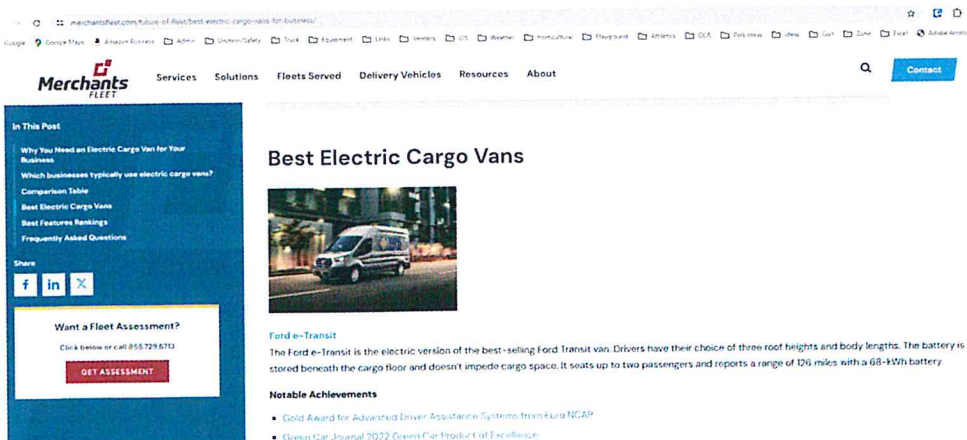 merchantsfleet.com/future-of-fleet/best-electric-cargo-vans-for-business/
Google Google Maps Amazon Business Admin Uniform/Safety Truck Equipment Links Vendors GIS Weather Horticultural Playground Athletics OCR Park Ideas Ideas Golf Zone Excel Adobe Acroba
Merchants
FLEET
Services Solutions Fleets Served Delivery Vehicles Resources About
Contact
In This Post
Why You Need an Electric Cargo Van for Your
Business
Which businesses typically use electric cargo vans?
Comparison Table
Best Electric Cargo Vans
Best Features Rankings
Frequently Asked Questions
Share
f in X
Want a Fleet Assessment?
Click below or call 855.729.6713
GET ASSESSMENT
Best Electric Cargo Vans
Ford e-Transit
The Ford e-Transit is the electric version of the best-selling Ford Transit van. Drivers have their choice of three roof heights and body lengths. The battery is
stored beneath the cargo floor and doesn't impede cargo space. It seats up to two passengers and reports a range of 126 miles with a 68-kWh battery.
Notable Achievements
Gold Award for Advanced Driver Assistance Systems from Euro NCAP
Green Car Journal 2022 Green Car Product of Excellence